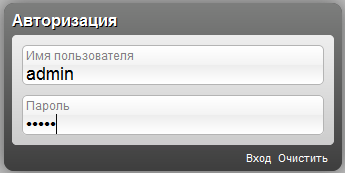 Авторизация
Имя пользователя
admin
Пароль
•••••
Вход Очистить